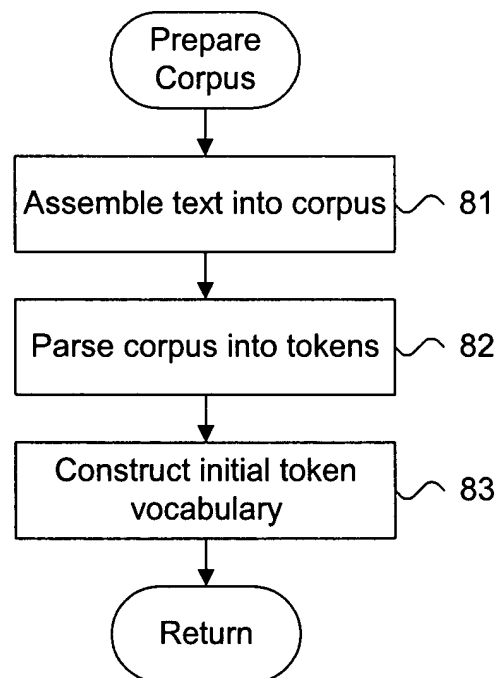 Prepare
Corpus
Assemble text into corpus
81
Parse corpus into tokens
82
Construct initial token
vocabulary
83
Return